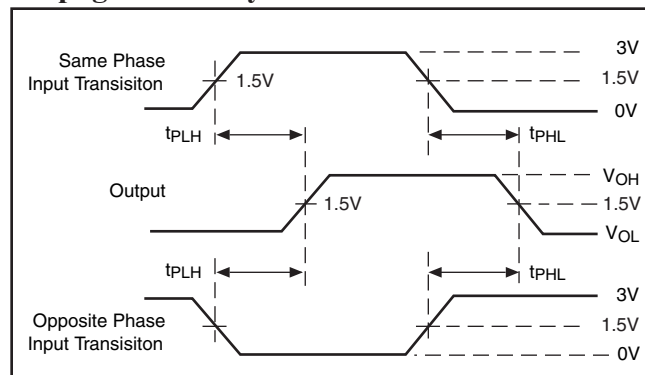 Same Phase
Input Transisiton
1.5V
3V
1.5V
0V
tPLH
tPHL
Output
1.5V
VOH
1.5V
VOL
tPLH
tPHL
Opposite Phase
Input Transisiton
3V
1.5V
0V